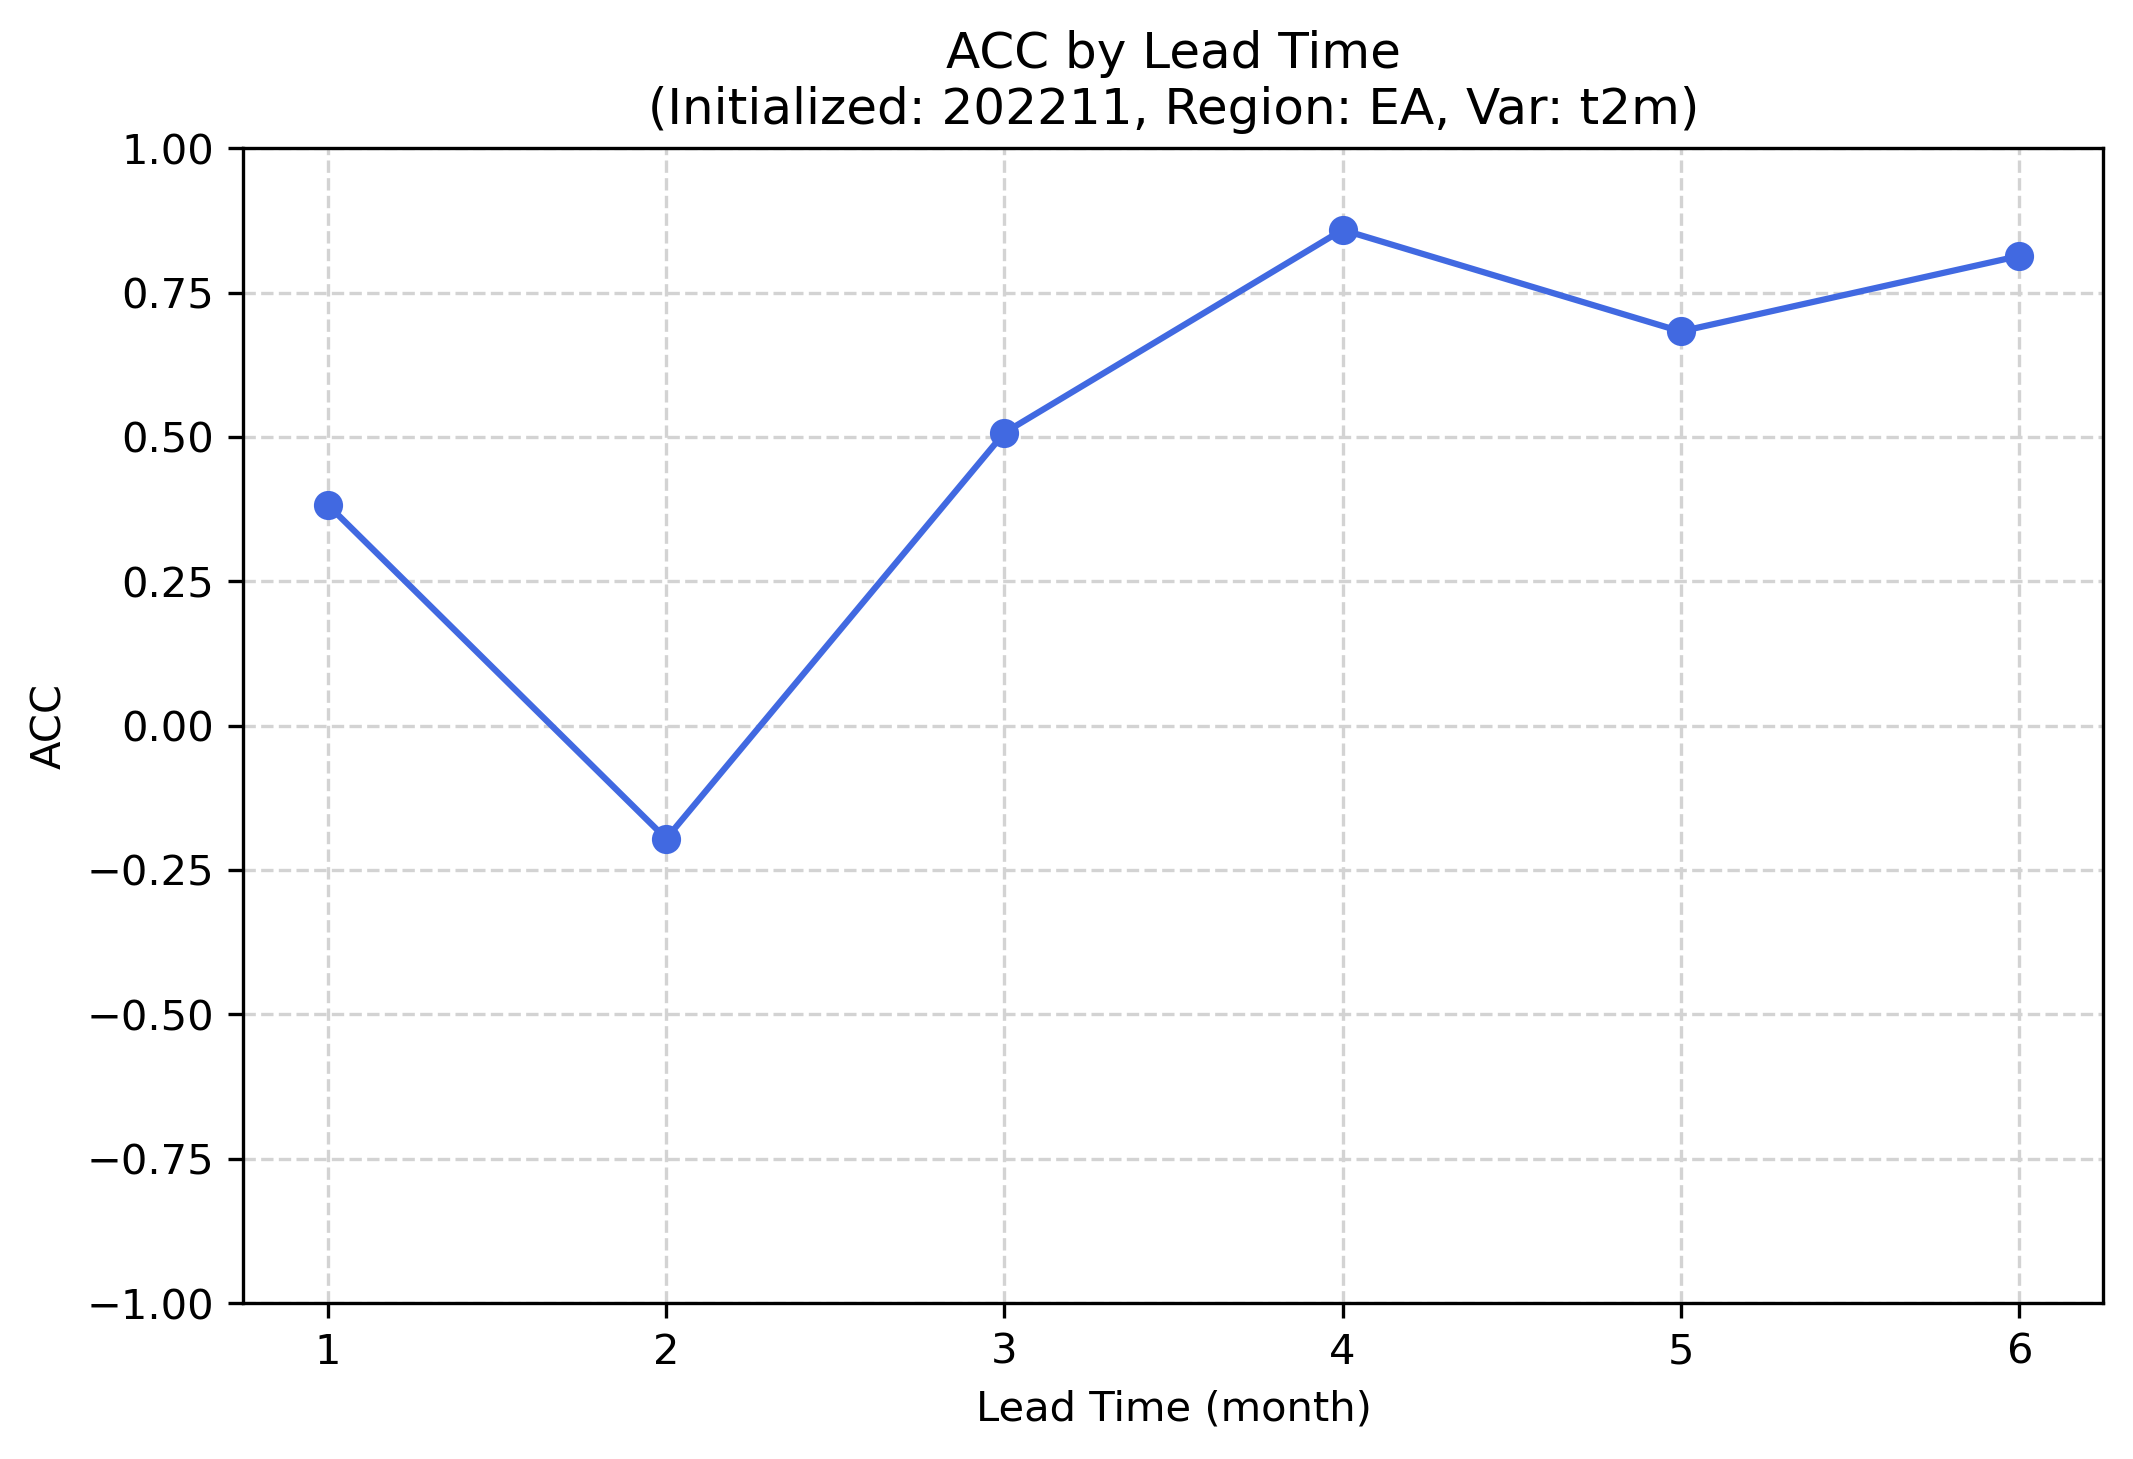 ACC by Lead Time
(Initialized: 202211, Region: EA, Var: t2m)
1.00
0.75
0.50
0.25
0.00
−0.25
−0.50
−0.75
−1.00
ACC
1 2 3 4 5 6
Lead Time (month)